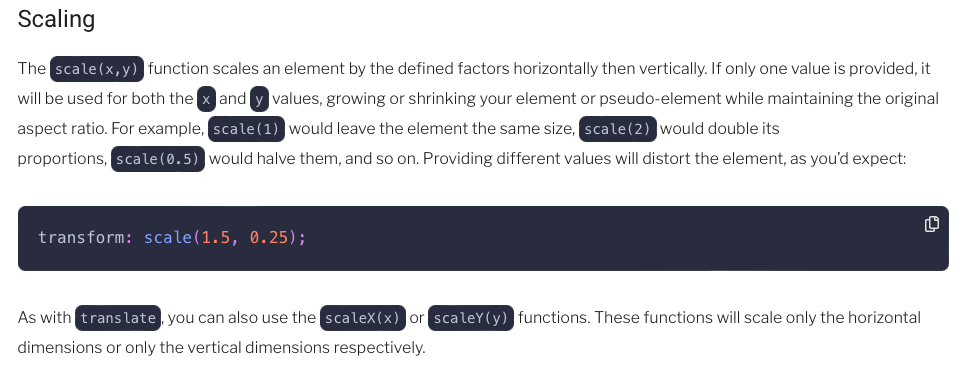 Scaling
The scale(x,y) function scales an element by the defined factors horizontally then vertically. If only one value is provided, it
will be used for both the x and y values, growing or shrinking your element or pseudo-element while maintaining the original
aspect ratio. For example, scale(1) would leave the element the same size, scale(2) would double its
proportions, scale(0.5) would halve them, and so on. Providing different values will distort the element, as you’d expect:
transform: scale(1.5, 0.25);
As with translate, you can also use the scaleX(x) or scaleY(y) functions. These functions will scale only the horizontal
dimensions or only the vertical dimensions respectively.